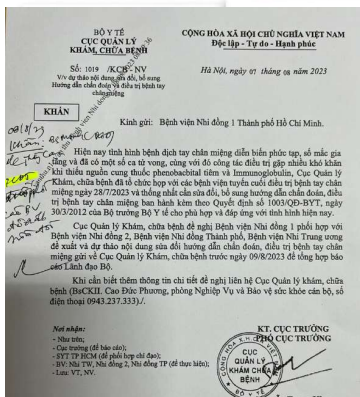 BỘ Y TẾ
CỤC QUẢN LÝ
KHÁM, CHỮA BỆNH
CỘNG HÒA XÃ HỘI CHỦ NGHĨA VIỆT NAM
Độc lập - Tự do - Hạnh phúc
Số: 1019 /KCB - NV
V/v dự thảo nội dung sửa đổi, bổ sung
Hướng dẫn chẩn đoán và điều trị bệnh tay
chân miệng
Hà Nội, ngày 07 tháng 08 năm 2023
KHẨN
Kính gửi: Bệnh viện Nhi đồng 1 Thành phố Hồ Chí Minh.
Hiện nay tình hình bệnh dịch tay chân miệng diễn biến phức tạp, số mắc gia
tăng và đã có một số ca tử vong, cùng với đó công tác điều trị gặp nhiều khó khăn
khi thiếu nguồn cung thuốc phenobacbital tiêm và Immunoglobulin, Cục Quản lý
Khám, chữa bệnh đã tổ chức họp với các bệnh viện tuyến cuối điều trị bệnh tay chân
miệng ngày 28/7/2023 và thống nhất cần sửa đổi, bổ sung hướng dẫn chẩn đoán, điều
trị bệnh tay chân miệng ban hành kèm theo Quyết định số 1003/QĐ-BYT, ngày
30/3/2012 của Bộ trưởng Bộ Y tế cho phù hợp và đáp ứng với tình hình hiện nay.
Cục Quản lý Khám, chữa bệnh đề nghị Bệnh viện Nhi đồng 1 phối hợp với
Bệnh viện Nhi đồng 2, Bệnh viện Nhi đồng Thành phố, Bệnh viện Nhi Trung ương
đề xuất và dự thảo nội dung sửa đổi hướng dẫn chẩn đoán, điều trị bệnh tay chân
miệng gửi về Cục Quản lý Khám, chữa bệnh trước ngày 09/8/2023 để tổng hợp báo
cáo Lãnh đạo Bộ.
Khi cần biết thêm thông tin chi tiết đề nghị liên hệ Cục Quản lý Khám, chữa
bệnh (BsCKII. Cao Đức Phương, phòng Nghiệp Vụ và Bảo vệ sức khỏe cán bộ, số
điện thoại 0943.237.333)./.
Nơi nhận:
- Như trên;
- Cục trưởng (để báo cáo);
- SYT TP HCM (để phối hợp chỉ đạo);
- BV: Nhi TW, Nhi đồng 2, Nhi đồng TP (để thực hiện);
- Lưu: VT, NV.
KT. CỤC TRƯỞNG
PHÓ CỤC TRƯỞNG
CỤC
QUẢN LÝ
KHÁM CHỮA
BỆNH